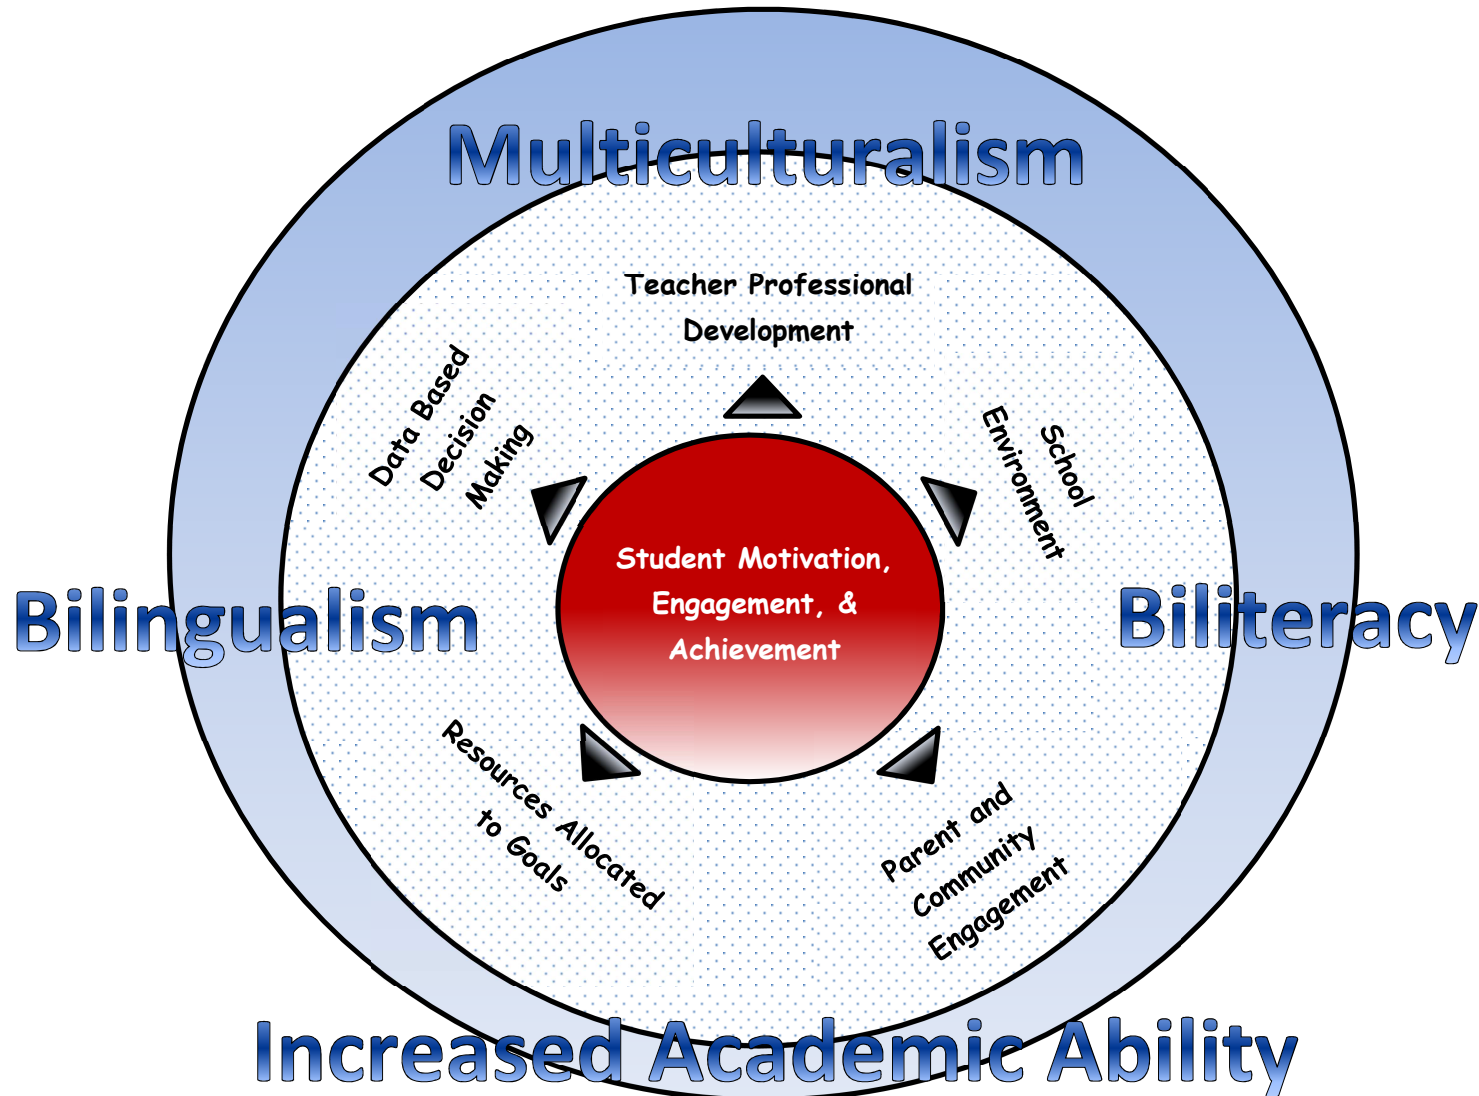 Multiculturalism
Teacher Professional
Development
Data Based
Decision
Making
School
Environment
Student Motivation,
Engagement, &
Achievement
Bilingualism
Biliteracy
Resources Allocated
to Goals
Parent and
Community
Engagement
Increased Academic Ability